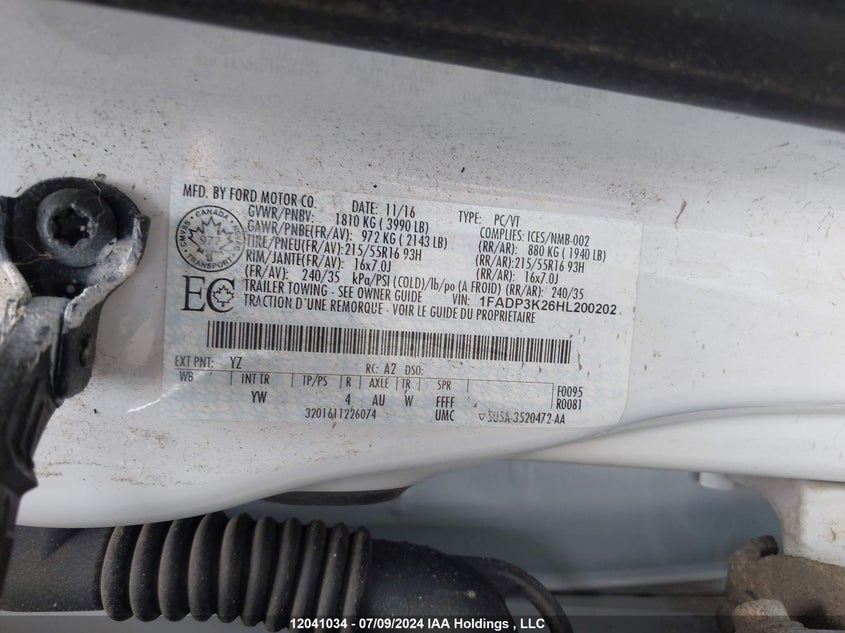 MFD. BY FORD MOTOR CO.
DATE: 11/16 TYPE: PC/VT
GVWR/PNBV: 1810 KG ( 3990 LB) COMPLIES: ICES/NMB-002
GAWR/PNBE(FR/AV): 972 KG ( 2143 LB) (RR/AR): 880 KG ( 1940 LB)
TIRE/PNEU(FR/AV): 215/55R16 93H (RR/AR): 215/55R16 93H
RIM/JANTE(FR/AV): 16x7.0J (RR/AR): 16x7.0J
(FR/AV): 240/35 kPa/PSI (COLD)/lb/po (A FROID) (RR/AR): 240/35
TRAILER TOWING - SEE OWNER GUIDE VIN: 1FADP3K26HL200202
TRACTION D'UNE REMORQUE - VOIR LE GUIDE DU PROPRIETAIRE
CANADA
977
TRANSPORT
EC
EXT PNT: YZ RC: A2 DSO:
WB INT TR TP/PS R AXLE TR SPR F0095
YW 4 AU W FFFF R0081
3201611226074 UMC ▽5U5A-3520472-AA
12041034 - 07/09/2024 IAA Holdings , LLC